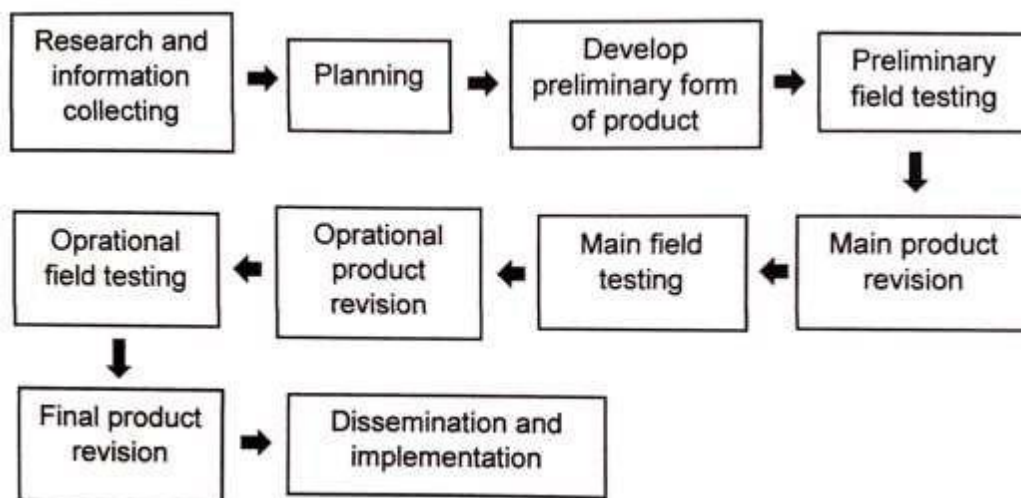 Research and
information
collecting
Planning
Develop
preliminary form
of product
Preliminary
field testing
Main product
revision
Main field
testing
Oprational
product
revision
Oprational
field testing
Final product
revision
Dissemination and
implementation